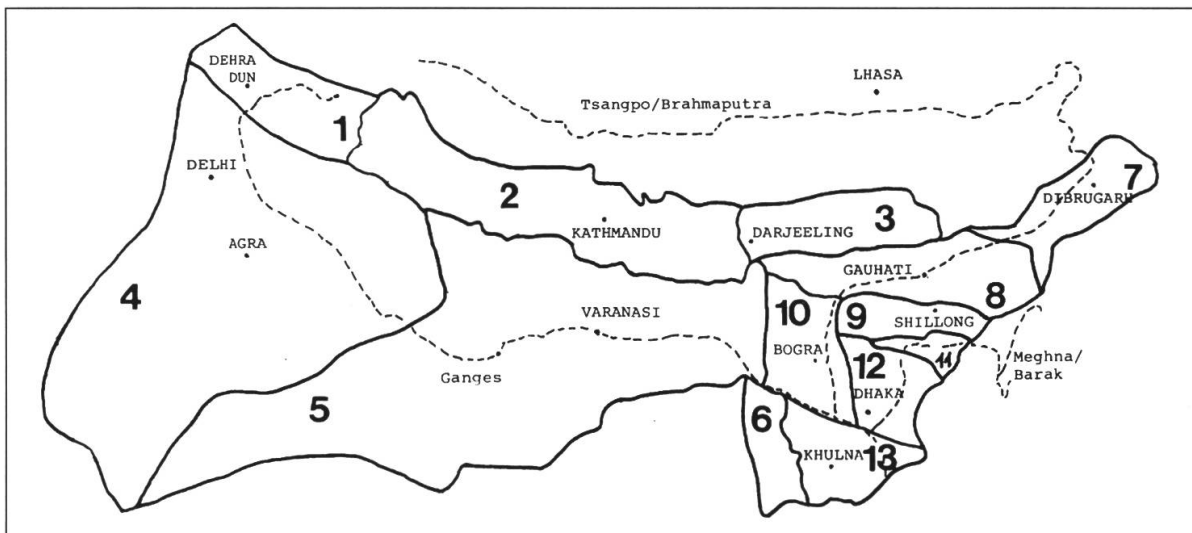 DEHRA
DUN
LHASA
Tsangpo/Brahmaputra
1
DELHI
7
DIBRUGARH
2
3
KATHMANDU
DARJEELING
AGRA
GAUHATI
4
8
VARANASI
10
9
SHILLONG
BOGRA
12
11
Meghna/
Barak
Ganges
DHAKA
5
6
KHULNA
13